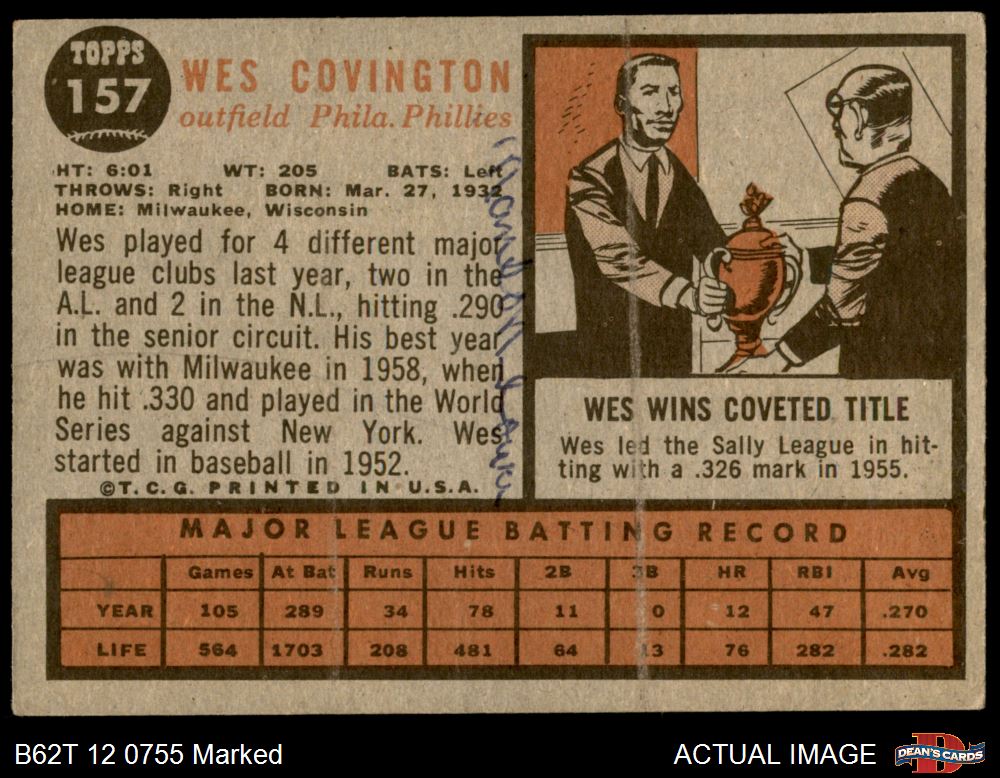 TOPPS
157
WES COVINGTON
outfield Phila. Phillies
HT: 6:01 WT: 205 BATS: Left
THROWS: Right BORN: Mar. 27, 1932
HOME: Milwaukee, Wisconsin
Wes played for 4 different major
league clubs last year, two in the
A.L. and 2 in the N.L., hitting .290
in the senior circuit. His best year
was with Milwaukee in 1958, when
he hit .330 and played in the World
Series against New York. Wes
started in baseball in 1952.
©T.C.G. PRINTED IN U.S.A.
WES WINS COVETED TITLE
Wes led the Sally League in hit-
ting with a .326 mark in 1955.
MAJOR LEAGUE BATTING RECORD
Games At Bat Runs Hits 2B 3B HR RBI Avg
YEAR 105 289 34 78 11 0 12 47 .270
LIFE 564 1703 208 481 64 13 76 282 .282
B62T 12 0755 Marked
ACTUAL IMAGE
DEAN'S CARDS